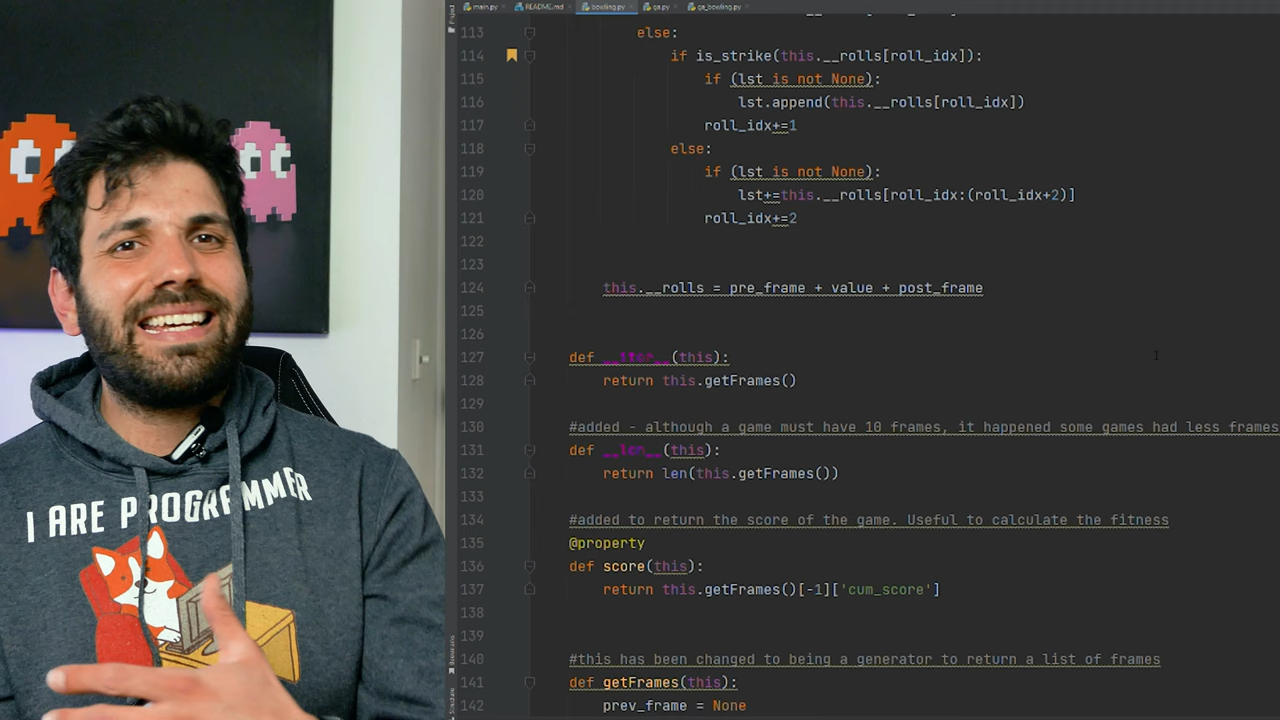 main.py
README.md
bowling.py
ga.py
ga_bowling.py
Project
113 else:
114 if is_strike(this.__rolls[roll_idx]):
115 if (lst is not None):
116 lst.append(this.__rolls[roll_idx])
117 roll_idx+=1
118 else:
119 if (lst is not None):
120 lst+=this.__rolls[roll_idx:(roll_idx+2)]
121 roll_idx+=2
122
123
124 this.__rolls = pre_frame + value + post_frame
125
126
127 def __iter__(this):
128 return this.getFrames()
129
130 #added - although a game must have 10 frames, it happened some games had less frames
131 def __len__(this):
132 return len(this.getFrames())
133
134 #added to return the score of the game. Useful to calculate the fitness
135 @property
136 def score(this):
137 return this.getFrames()[-1]['cum_score']
138
139
140 #this has been changed to being a generator to return a list of frames
141 def getFrames(this):
142 prev_frame = None
Bookmarks
Structure
I ARE PROGRAMMER